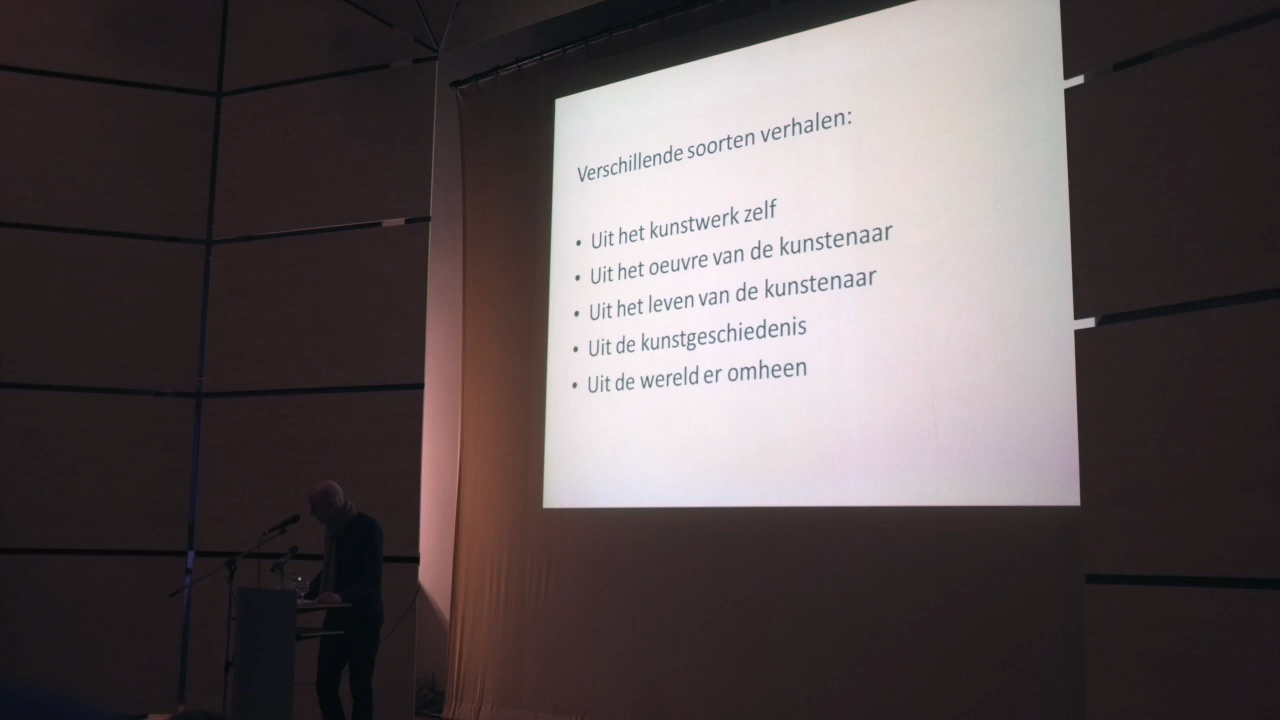 Verschillende soorten verhalen:
• Uit het kunstwerk zelf
• Uit het oeuvre van de kunstenaar
• Uit het leven van de kunstenaar
• Uit de kunstgeschiedenis
• Uit de wereld er omheen